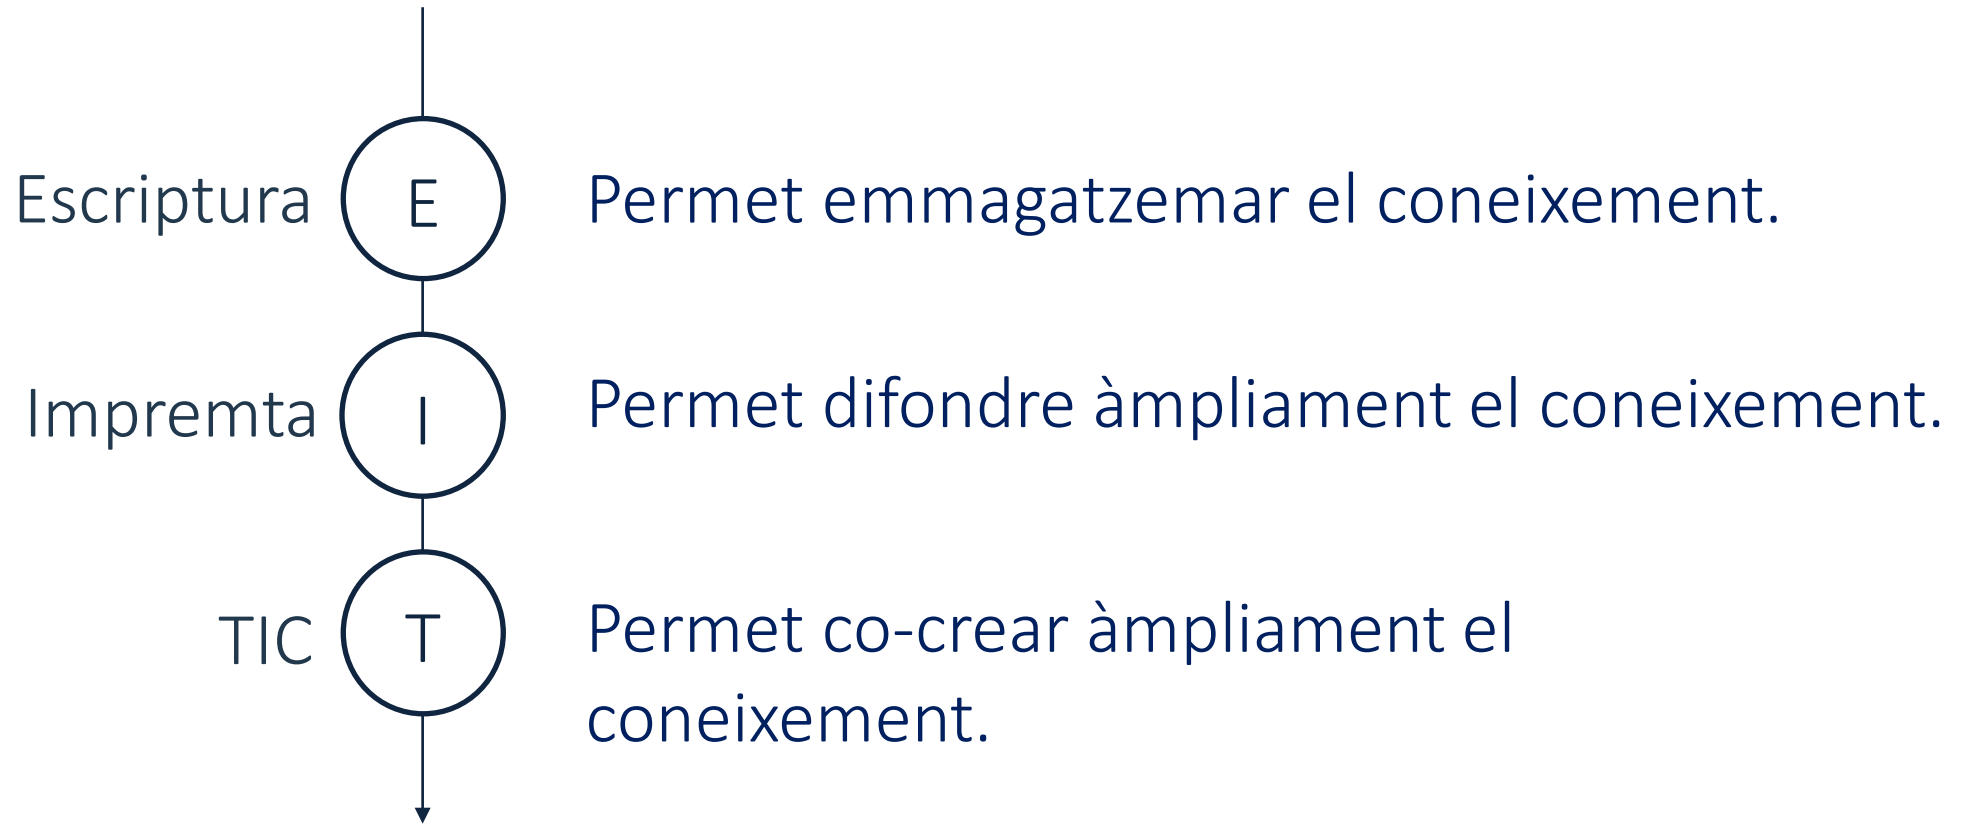 Escriptura E Permet emmagatzemar el coneixement.
Impremta I Permet difondre àmpliament el coneixement.
TIC T Permet co-crear àmpliament el
coneixement.